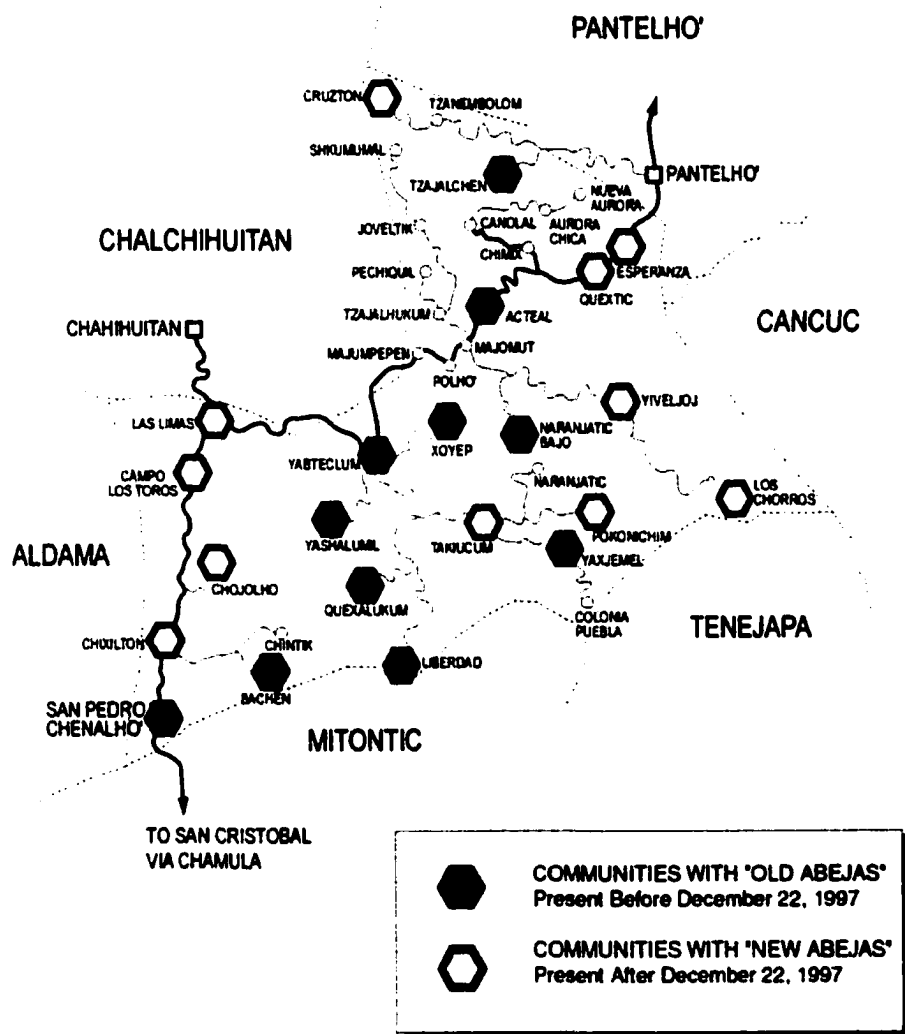 PANTELHO'
CRUZTON
TZANEMBOLOM
SHKUMUMAL
TZAJALCHEN
PANTELHO'
NUEVA
AURORA
CANOLAL
AURORA
CHICA
JOVELTIK
CHALCHIHUITAN
CHIMIX
ESPERANZA
PECHIQUAL
QUEXTIC
TZAJALHUKUM
ACTEAL
CANCUC
CHAHIHUITAN
MAJOMUT
MAJUMPEPEN
POLHO'
YIVELJOJ
LAS LIMAS
NARANJATIC
BAJO
XOYEP
YABTECLUM
CAMPO
LOS TOROS
NARANJATIC
LOS
CHORROS
POKONICHIM
YASHALUMIL
TAKIUCUM
ALDAMA
YAXJEMEL
CHOJOLHO
QUEXALUKUM
COLONIA
PUEBLA
TENEJAPA
CHIXILTON
CHINTIK
LIBERDAD
BACHEN
SAN PEDRO
CHENALHO'
MITONTIC
TO SAN CRISTOBAL
VIA CHAMULA
COMMUNITIES WITH "OLD ABEJAS"
Present Before December 22, 1997
COMMUNITIES WITH "NEW ABEJAS"
Present After December 22, 1997